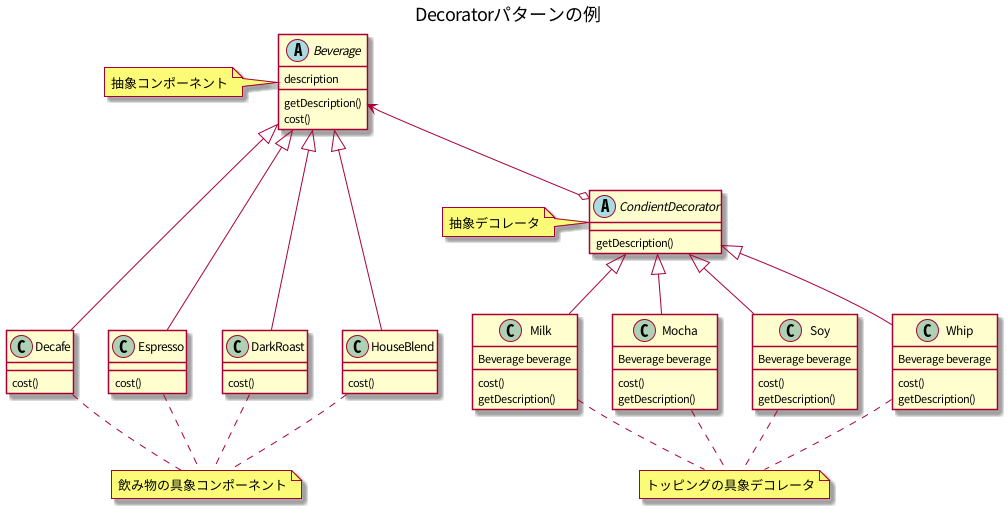 Decoratorパターンの例
A Beverage
抽象コンポーネント
description
getDescription()
cost()
A CondientDecorator
抽象デコレータ
getDescription()
C Decafe
cost()
C Espresso
cost()
C DarkRoast
cost()
C HouseBlend
cost()
C Milk
Beverage beverage
cost()
getDescription()
C Mocha
Beverage beverage
cost()
getDescription()
C Soy
Beverage beverage
cost()
getDescription()
C Whip
Beverage beverage
cost()
getDescription()
飲み物の具象コンポーネント
トッピングの具象デコレータ